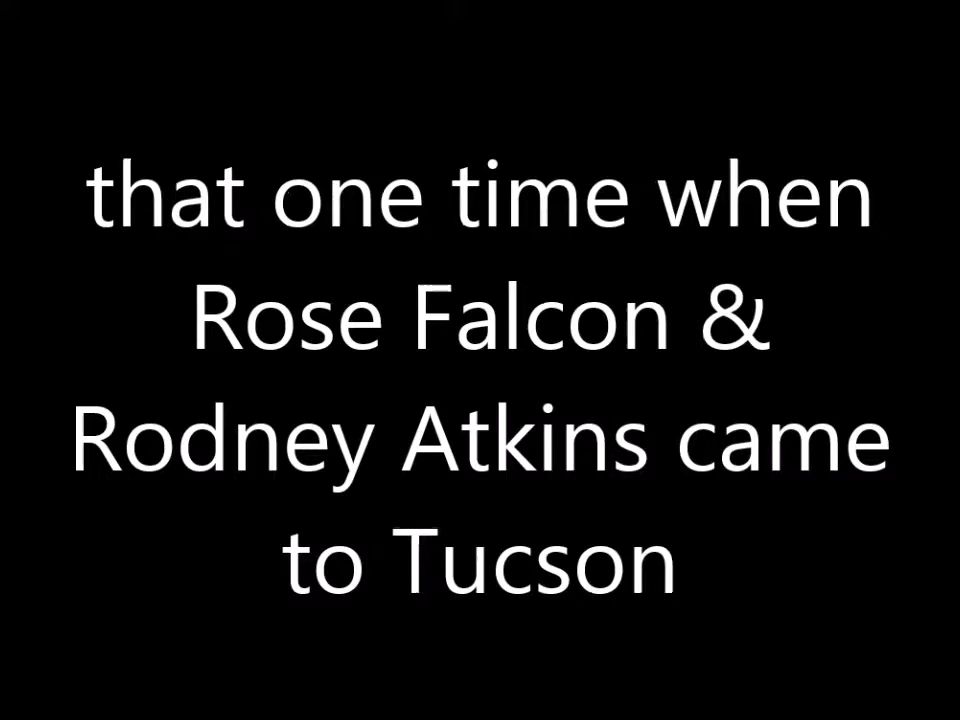 that one time when
Rose Falcon &
Rodney Atkins came
to Tucson